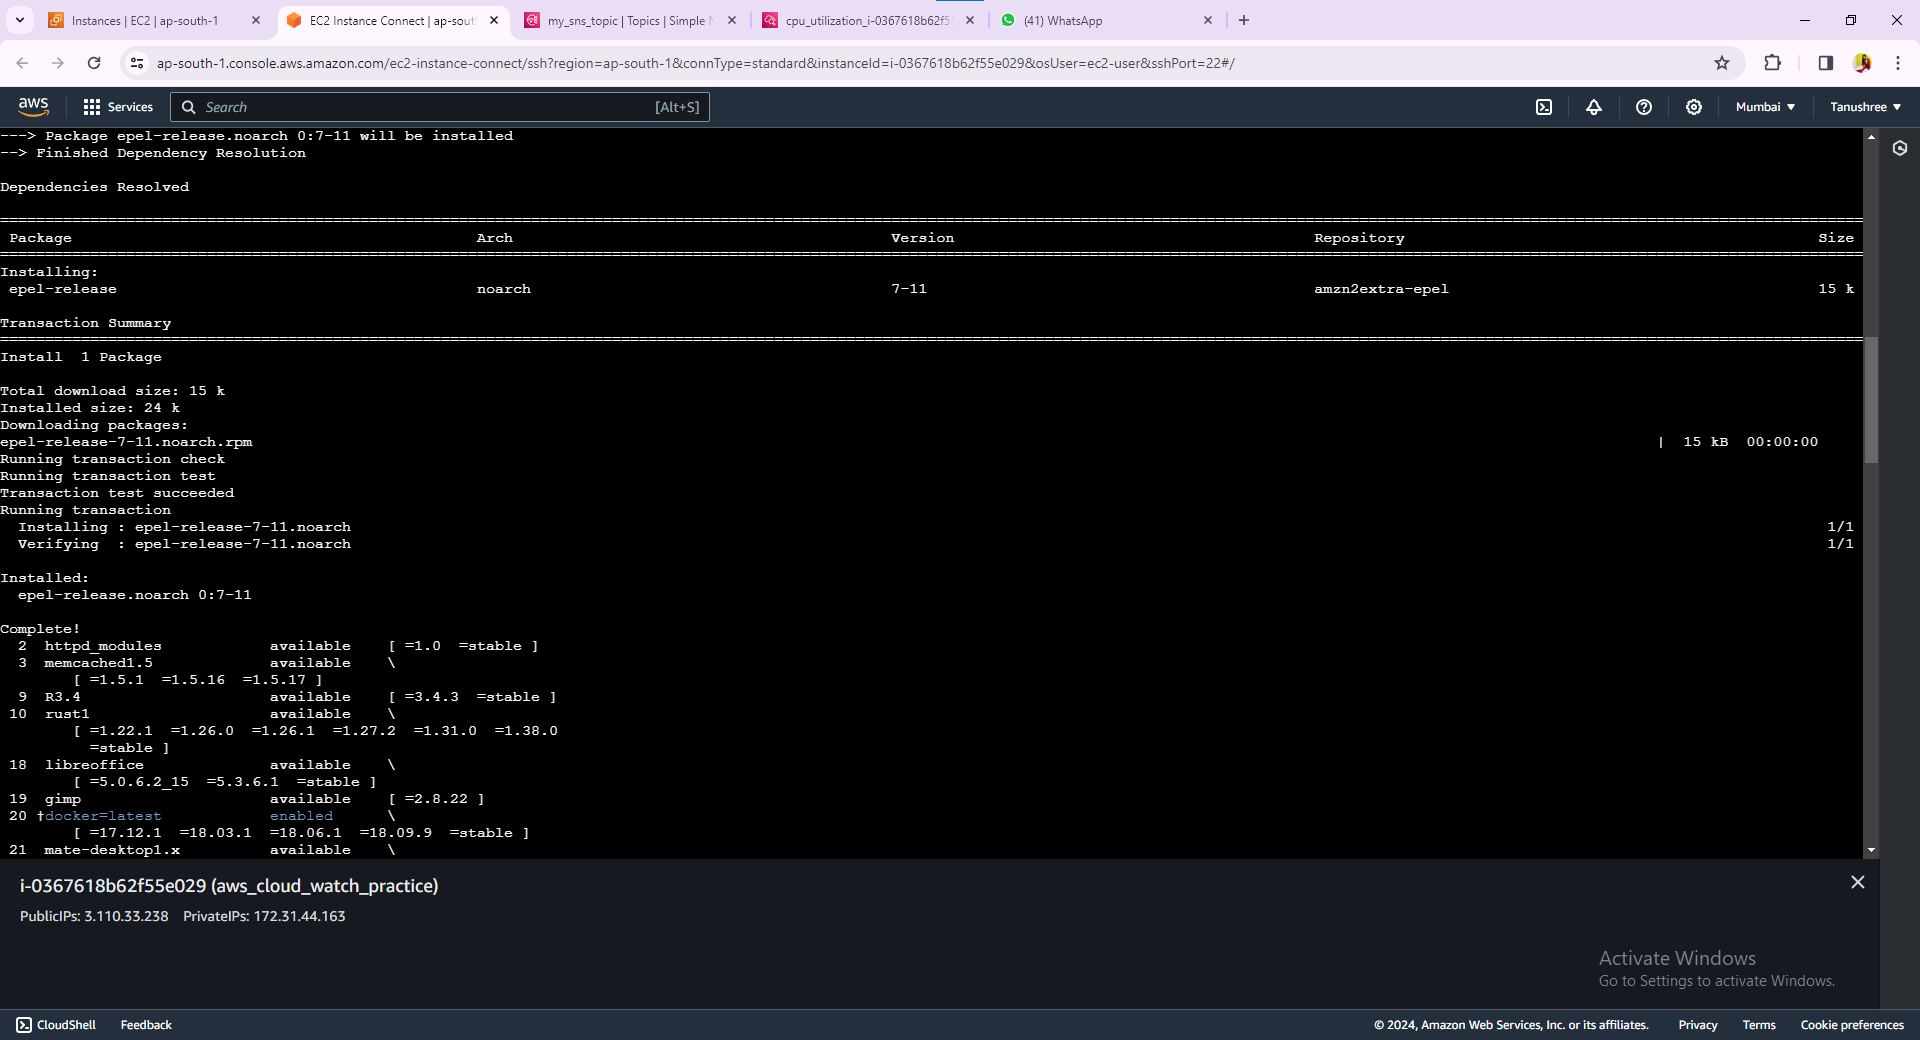 Instances | EC2 | ap-south-1
EC2 Instance Connect | ap-sout
my_sns_topic | Topics | Simple N
cpu_utilization_i-0367618b62f55
(41) WhatsApp
ap-south-1.console.aws.amazon.com/ec2-instance-connect/ssh?region=ap-south-1&connType=standard&instanceId=i-0367618b62f55e029&osUser=ec2-user&sshPort=22#/
aws Services Search [Alt+S] Mumbai ▼ Tanushree ▼
---> Package epel-release.noarch 0:7-11 will be installed
--> Finished Dependency Resolution
Dependencies Resolved
Package Arch Version Repository Size
Installing:
epel-release noarch 7-11 amzn2extra-epel 15 k
Transaction Summary
Install  1 Package
Total download size: 15 k
Installed size: 24 k
Downloading packages:
epel-release-7-11.noarch.rpm | 15 kB 00:00:00
Running transaction check
Running transaction test
Transaction test succeeded
Running transaction
Installing : epel-release-7-11.noarch 1/1
Verifying  : epel-release-7-11.noarch 1/1
Installed:
epel-release.noarch 0:7-11
Complete!
2 httpd_modules available [ =1.0 =stable ]
3 memcached1.5 available \
[ =1.5.1 =1.5.16 =1.5.17 ]
9 R3.4 available [ =3.4.3 =stable ]
10 rust1 available \
[ =1.22.1 =1.26.0 =1.26.1 =1.27.2 =1.31.0 =1.38.0
=stable ]
18 libreoffice available \
[ =5.0.6.2_15 =5.3.6.1 =stable ]
19 gimp available [ =2.8.22 ]
20 †docker=latest enabled \
[ =17.12.1 =18.03.1 =18.06.1 =18.09.9 =stable ]
21 mate-desktop1.x available \
i-0367618b62f55e029 (aws_cloud_watch_practice)
PublicIPs: 3.110.33.238 PrivateIPs: 172.31.44.163
Activate Windows
Go to Settings to activate Windows.
CloudShell Feedback © 2024, Amazon Web Services, Inc. or its affiliates. Privacy Terms Cookie preferences